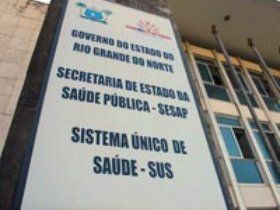 GOVERNO DO ESTADO DO
RIO GRANDE DO NORTE
SECRETARIA DE ESTADO DA
SAÚDE PÚBLICA - SESAP
SISTEMA ÚNICO DE
SAÚDE - SUS